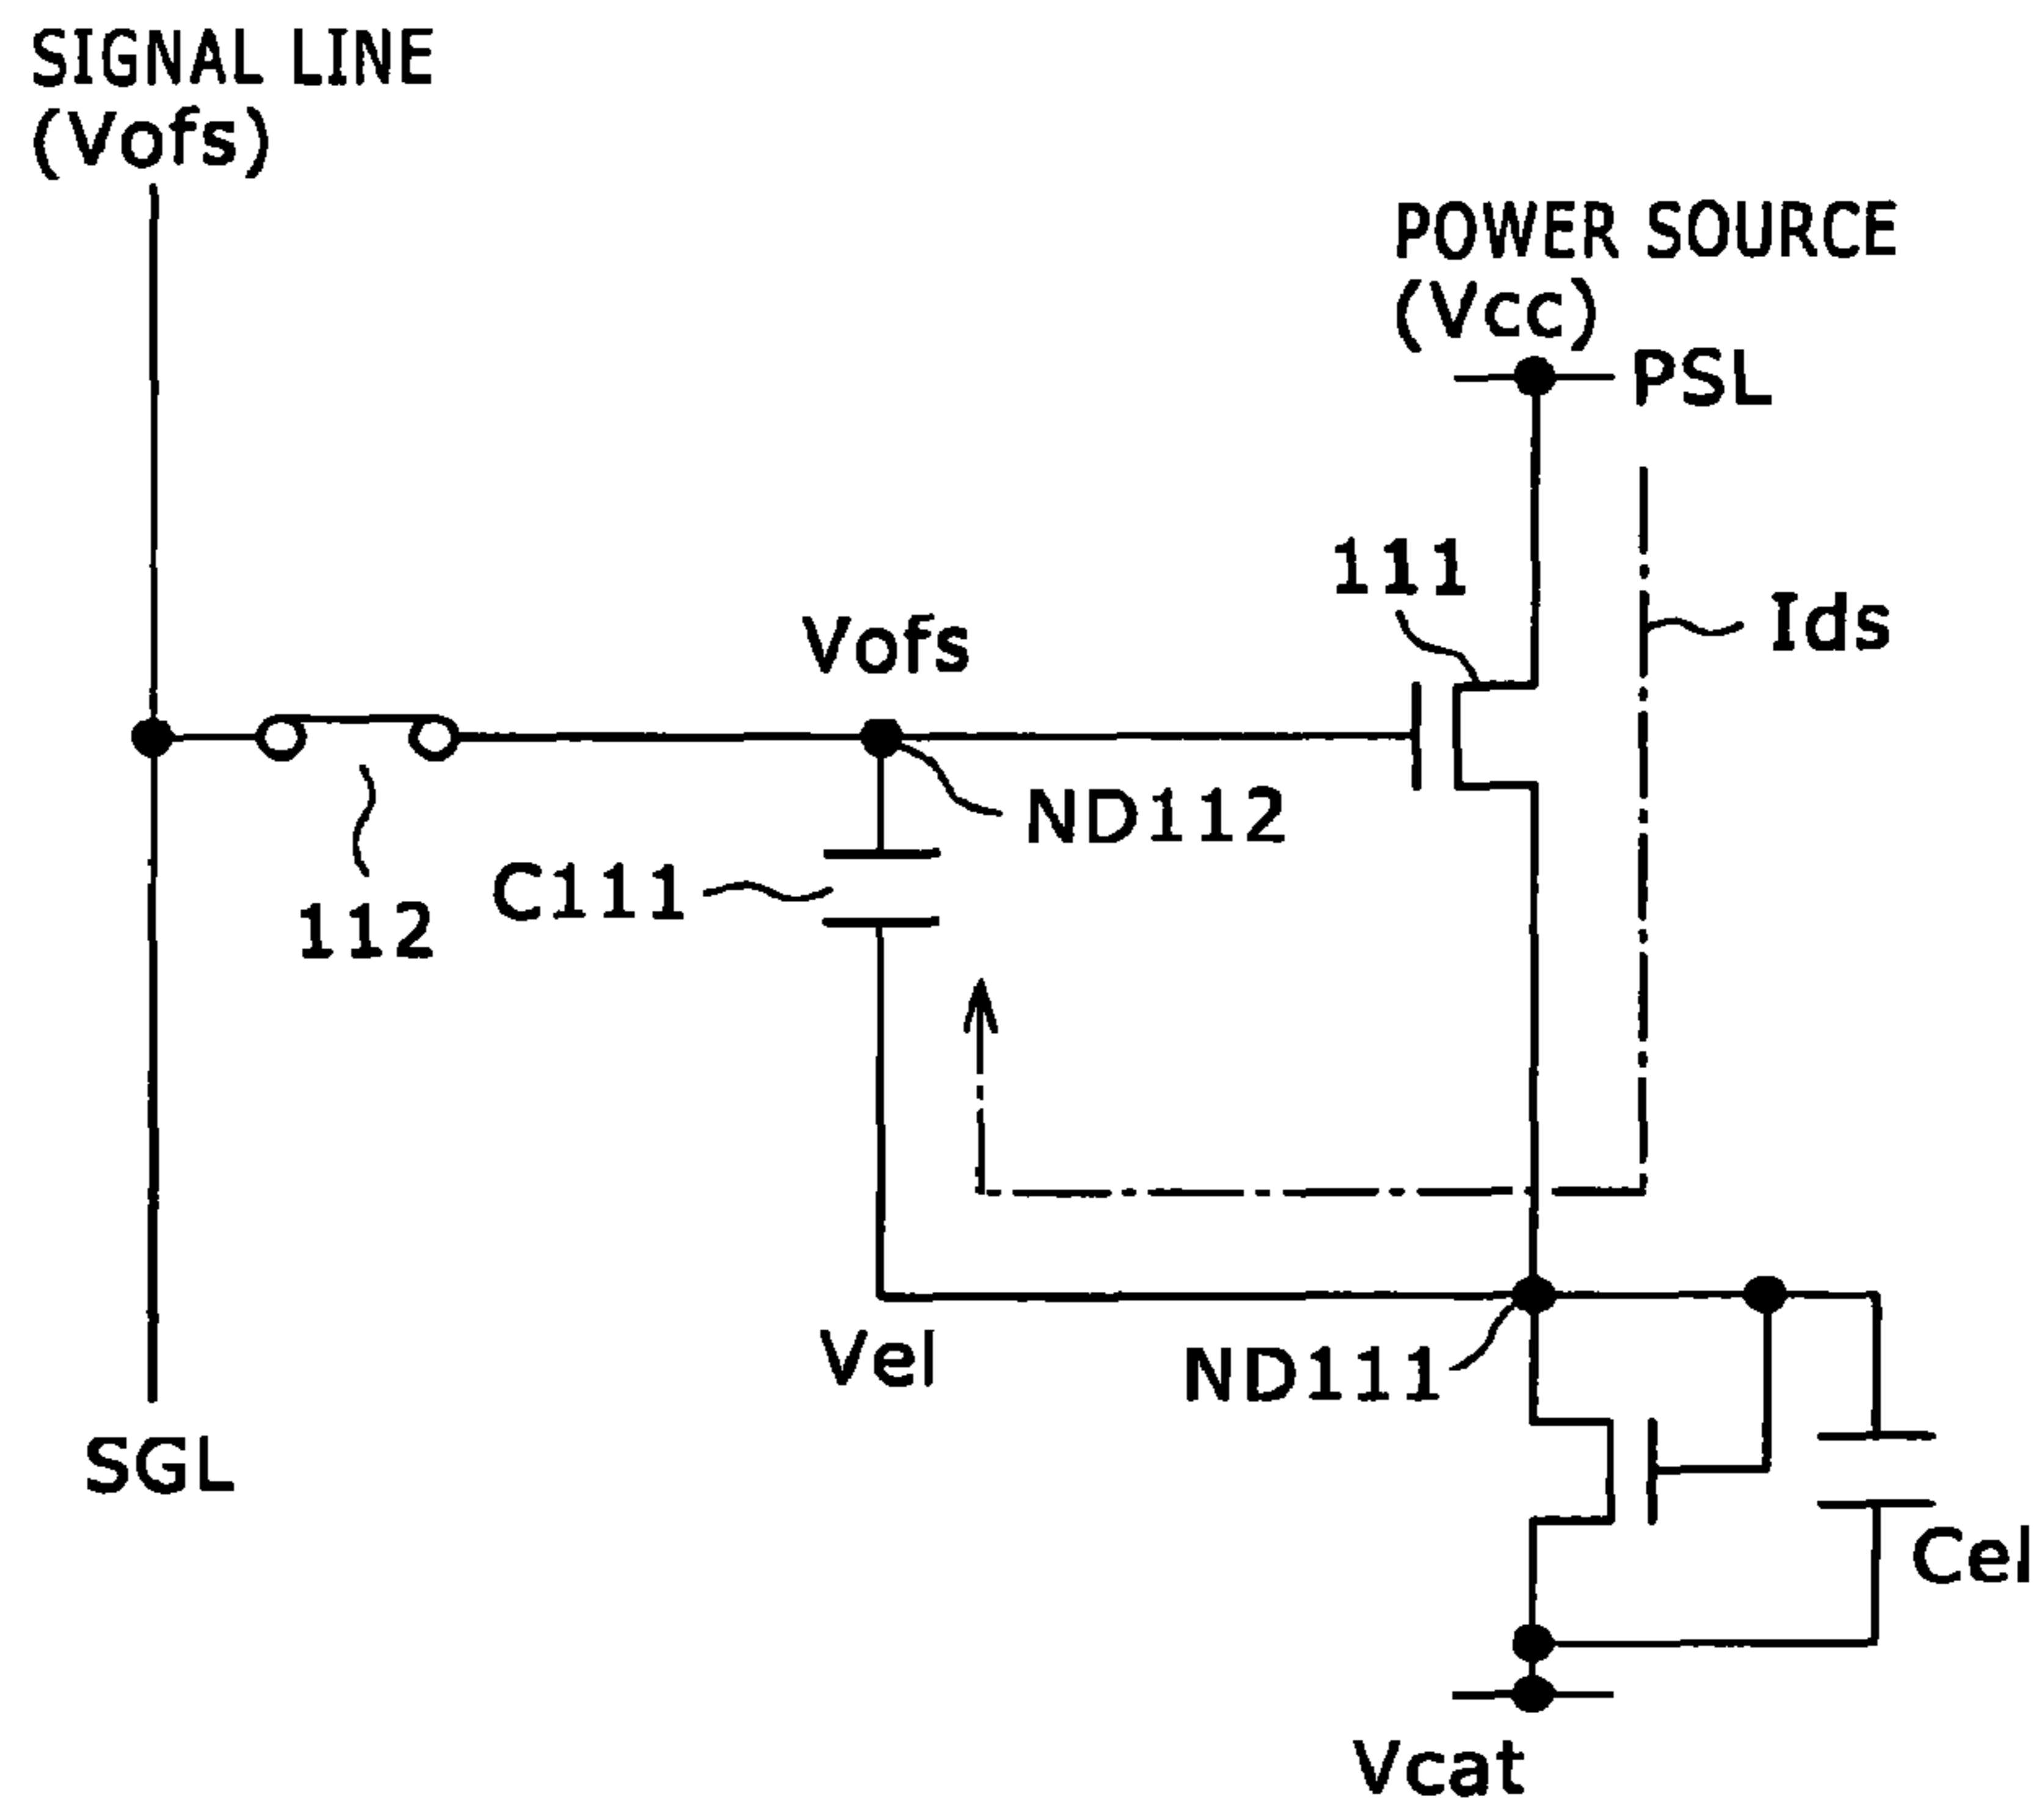 SIGNAL LINE
(Vofs)
POWER SOURCE
(Vcc)
PSL
111
Ids
Vofs
ND112
C111
112
Vel
ND111
SGL
Cel
Vcat